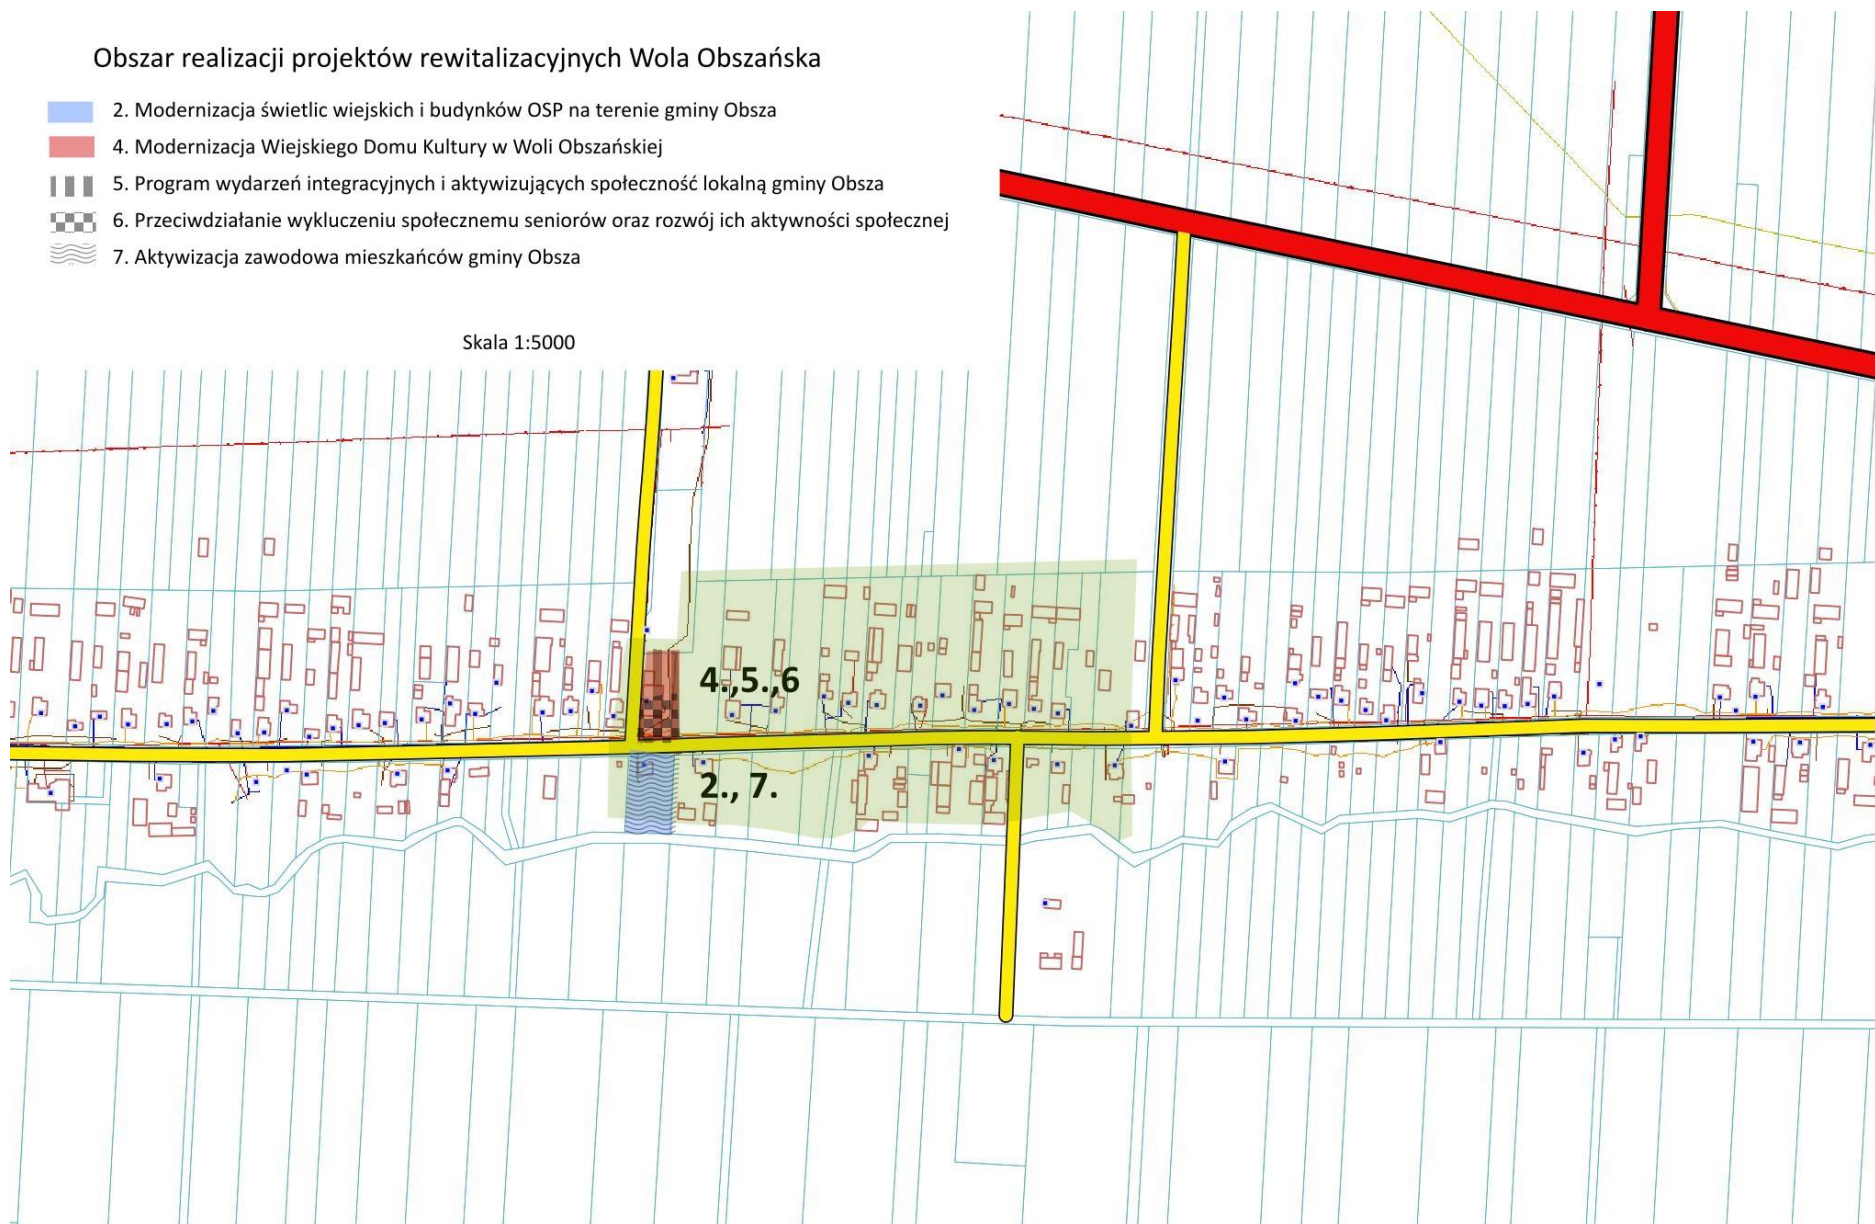 Obszar realizacji projektów rewitalizacyjnych Wola Obszańska
2. Modernizacja świetlic wiejskich i budynków OSP na terenie gminy Obsza
4. Modernizacja Wiejskiego Domu Kultury w Woli Obszańskiej
5. Program wydarzeń integracyjnych i aktywizujących społeczność lokalną gminy Obsza
6. Przeciwdziałanie wykluczeniu społecznemu seniorów oraz rozwój ich aktywności społecznej
7. Aktywizacja zawodowa mieszkańców gminy Obsza
Skala 1:5000
4.,5.,6
2., 7.